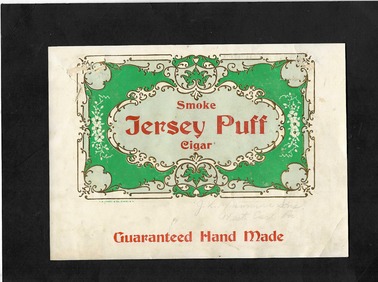 Smoke
Jersey Puff
Cigar
Guaranteed Hand Made